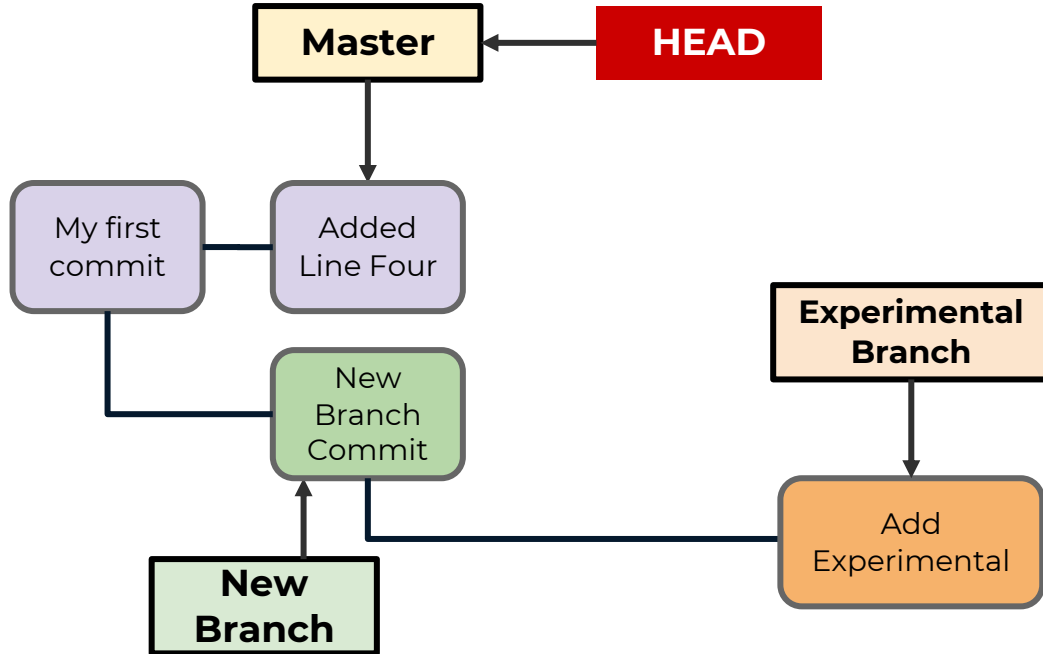 Master
HEAD
My first
commit
Added
Line Four
Experimental
Branch
New
Branch
Commit
Add
Experimental
New
Branch